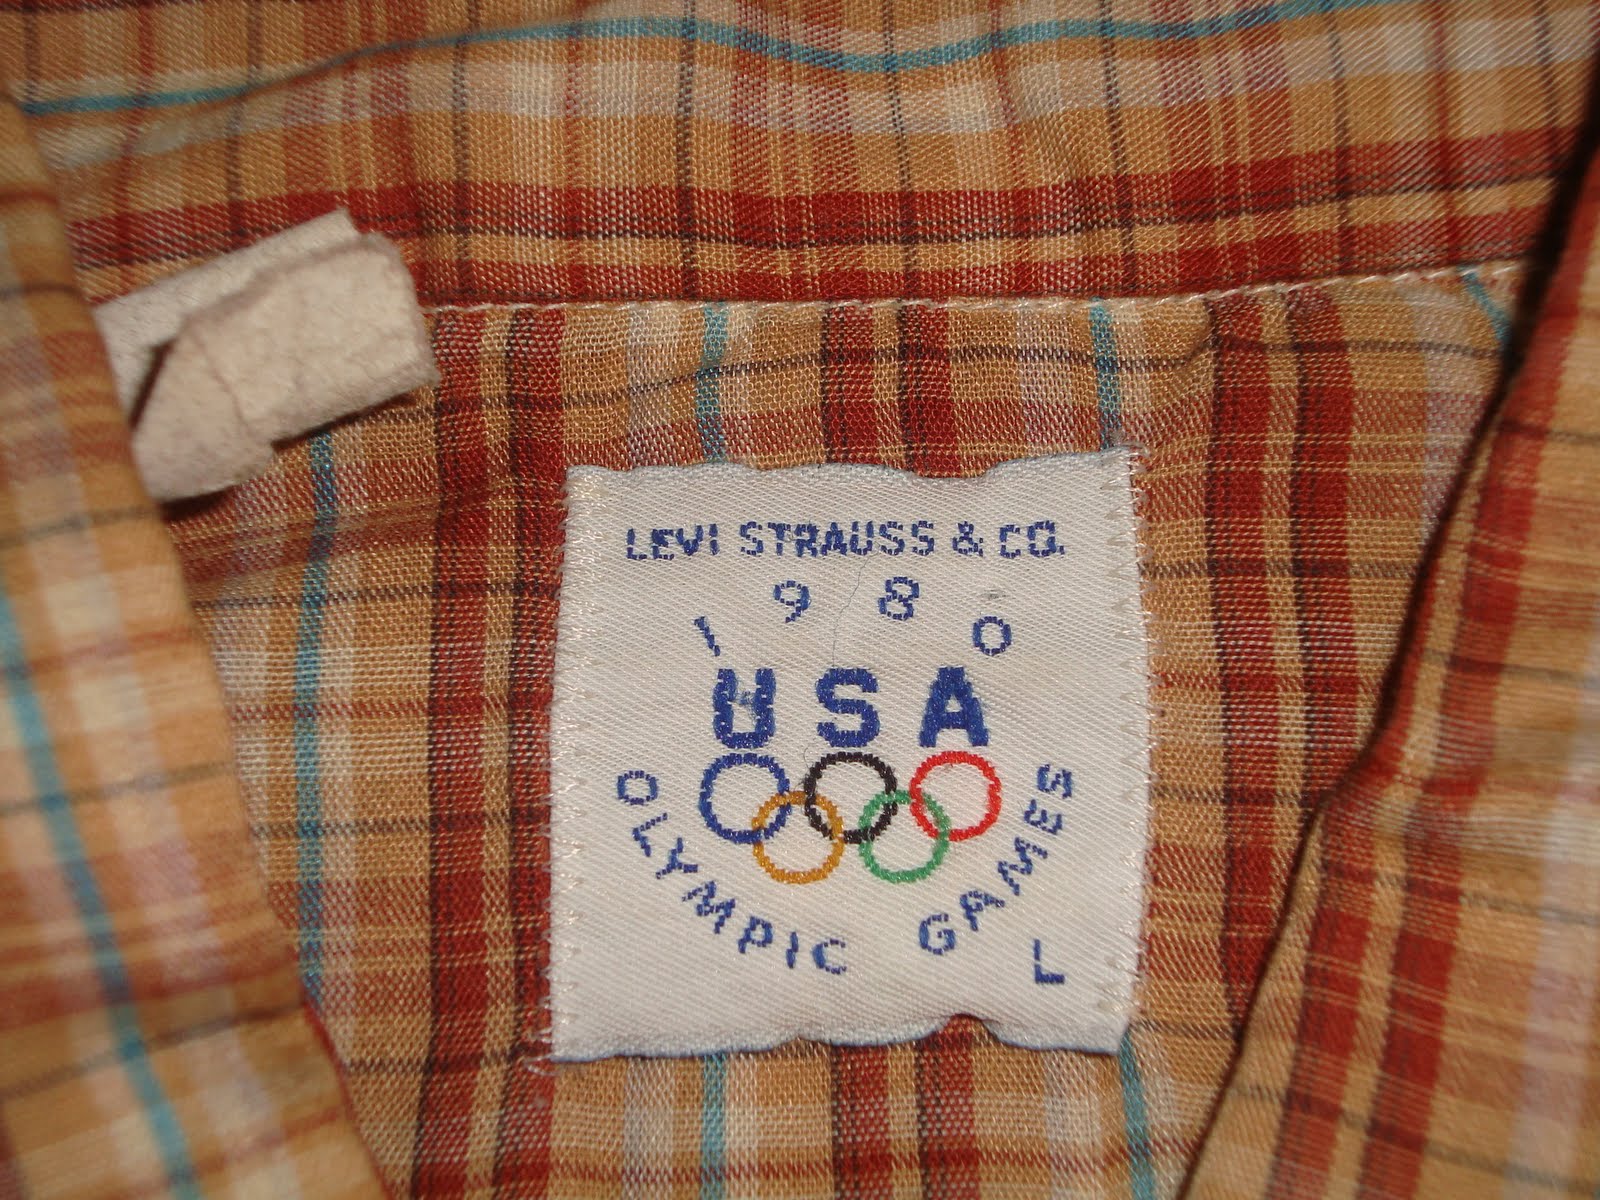 LEVI STRAUSS & CO.
1980
USA
OLYMPIC GAMES
L